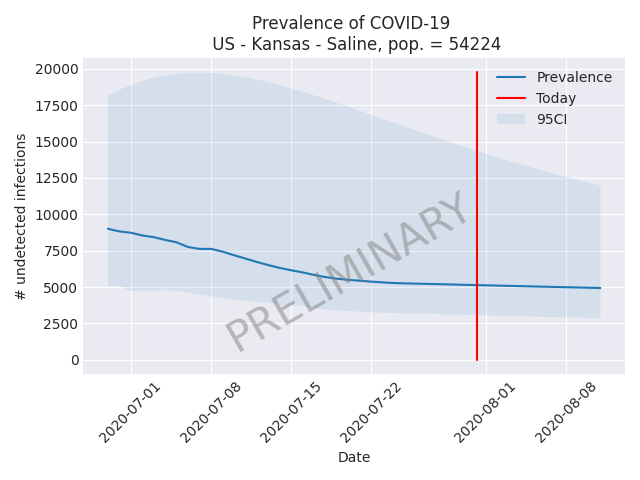 Prevalence of COVID-19
US - Kansas - Saline, pop. = 54224
20000
17500
15000
12500
10000
7500
5000
2500
0
# undetected infections
Prevalence
Today
95CI
PRELIMINARY
2020-07-01
2020-07-08
2020-07-15
2020-07-22
2020-08-01
2020-08-08
Date